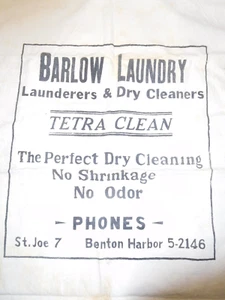 BARLOW LAUNDRY
Launderers & Dry Cleaners
TETRA CLEAN
The Perfect Dry Cleaning
No Shrinkage
No Odor
- PHONES -
St. Joe 7 Benton Harbor 5-2146